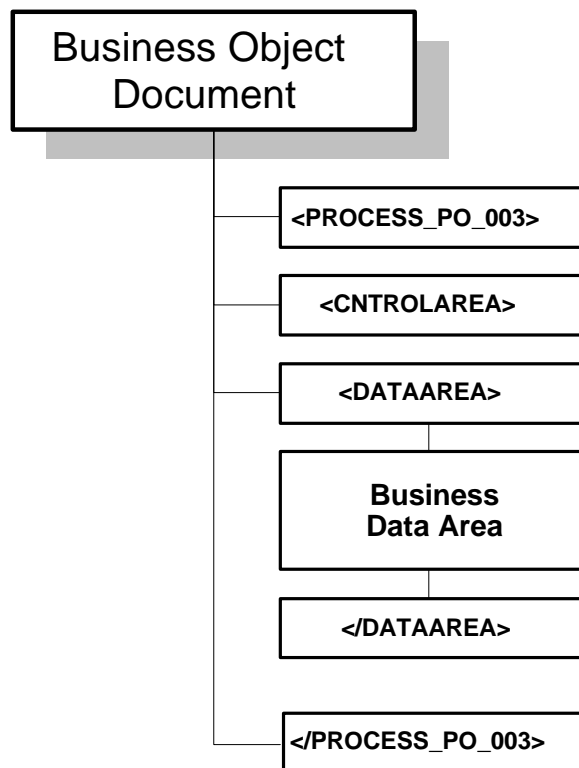 Business Object
Document
<PROCESS_PO_003>
<CNTROLAREA>
<DATAAREA>
Business
Data Area
</DATAAREA>
</PROCESS_PO_003>